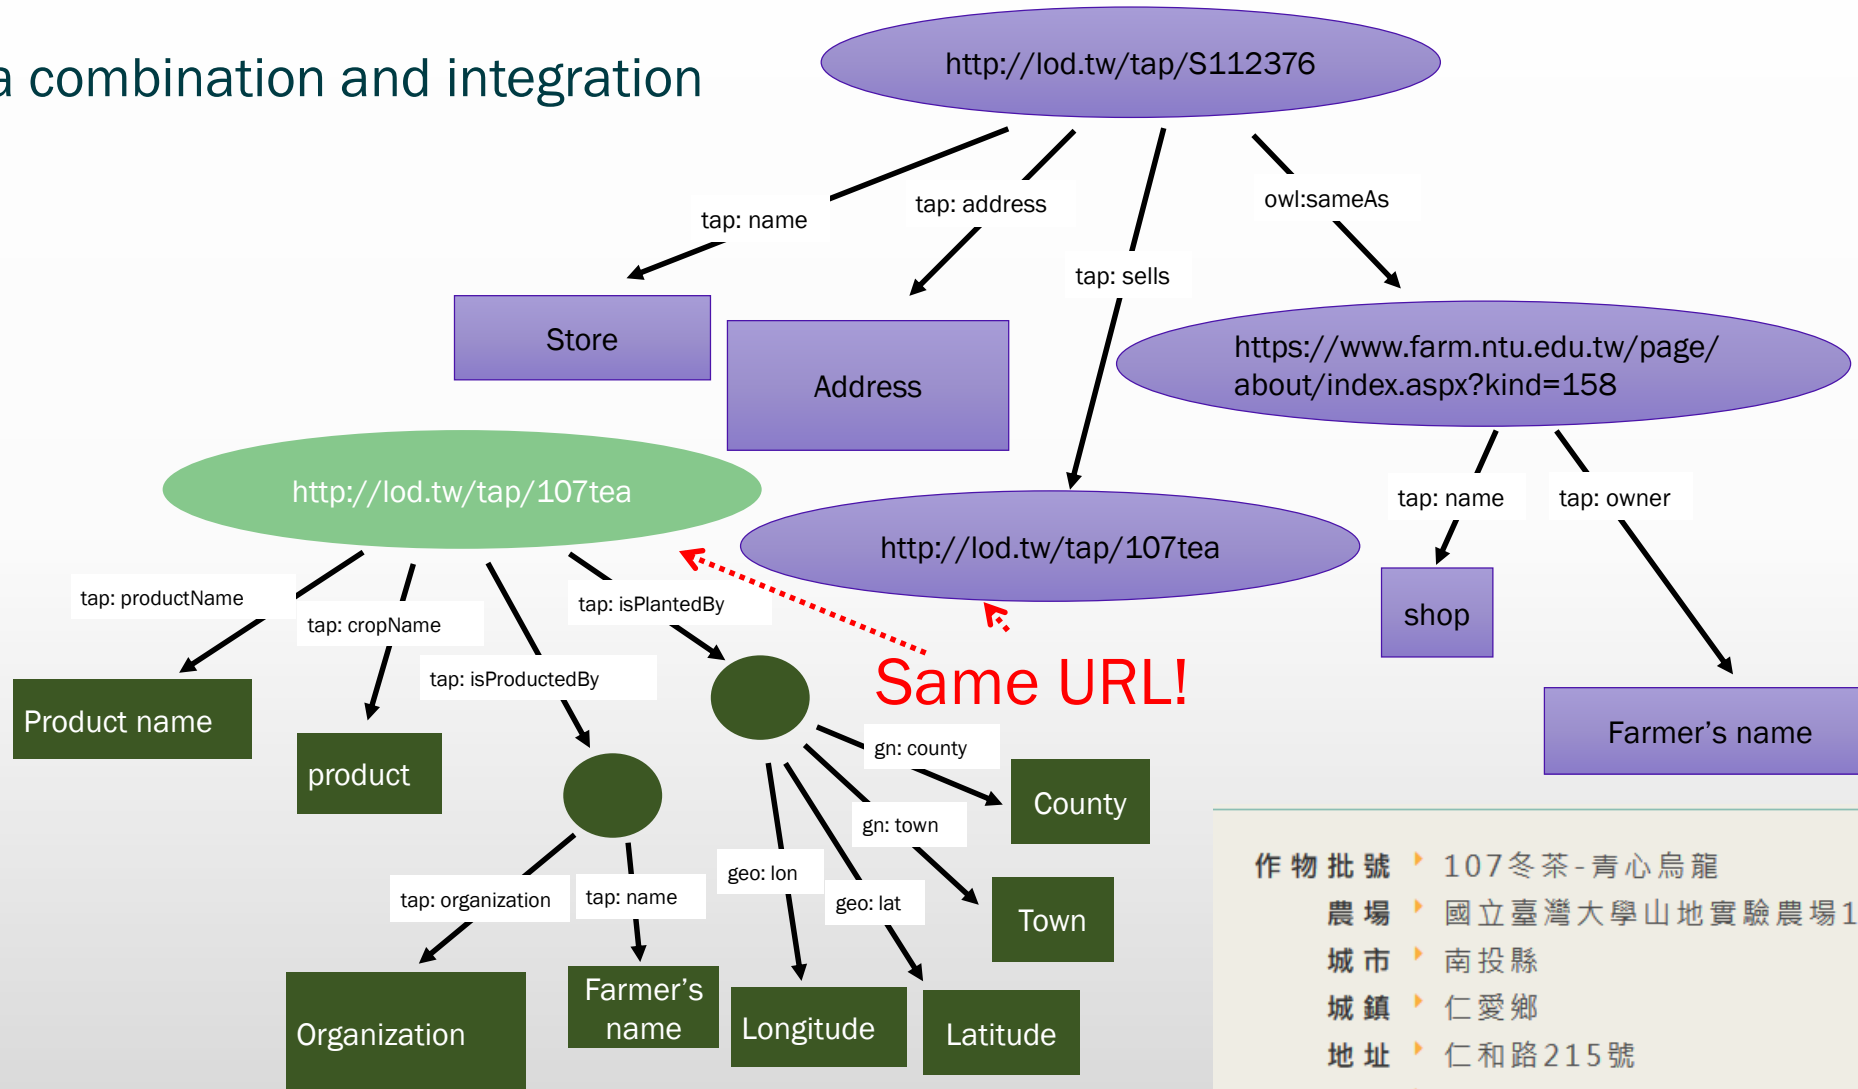 a combination and integration
http://lod.tw/tap/S112376
tap: name
tap: address
owl:sameAs
tap: sells
Store
Address
https://www.farm.ntu.edu.tw/page/
about/index.aspx?kind=158
http://lod.tw/tap/107tea
http://lod.tw/tap/107tea
tap: name
tap: owner
tap: productName
tap: cropName
tap: isPlantedBy
tap: isProductedBy
shop
Same URL!
Product name
product
Farmer's name
gn: county
County
gn: town
geo: lon
geo: lat
tap: organization
tap: name
Town
Organization
Farmer's
name
Longitude
Latitude
作物批號 107冬茶-青心烏龍
農場 國立臺灣大學山地實驗農場1
城市 南投縣
城鎮 仁愛鄉
地址 仁和路215號